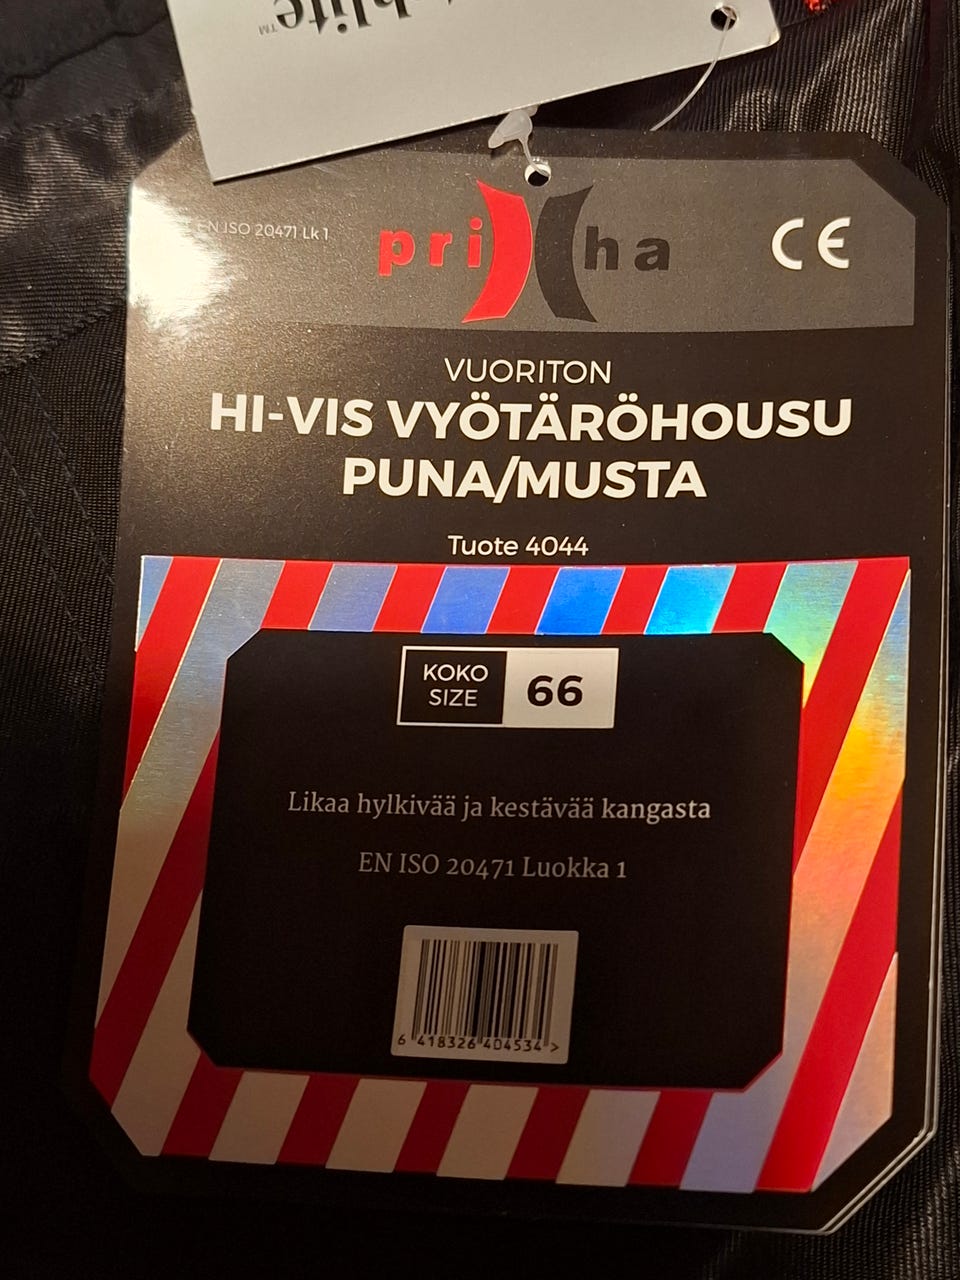 EN ISO 20471 Lk 1
pri ha
CE
VUORITON
HI-VIS VYÖTÄRÖHOUSU
PUNA/MUSTA
Tuote 4044
KOKO
SIZE
66
Likaa hylkivää ja kestävää kangasta
EN ISO 20471 Luokka 1
6 418326 404534 >